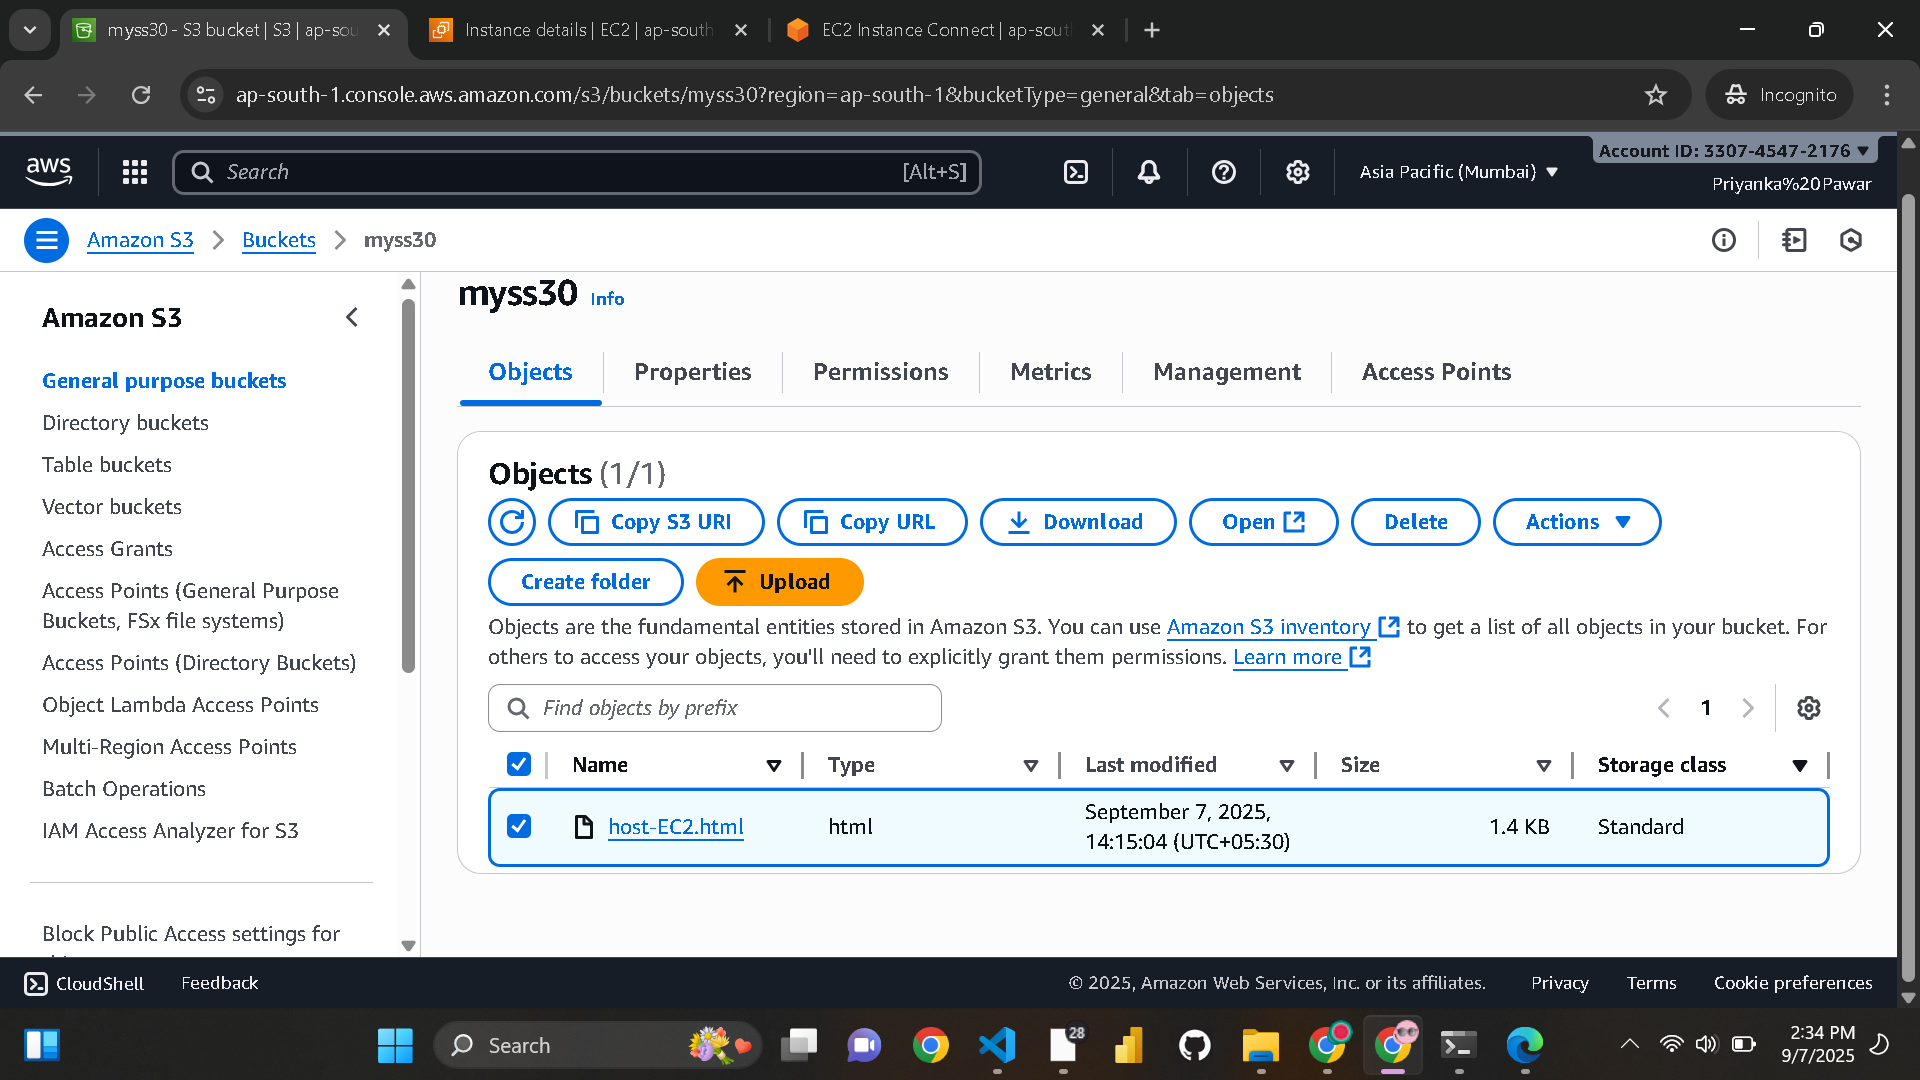 myss30 - S3 bucket | S3 | ap-sou
Instance details | EC2 | ap-south
EC2 Instance Connect | ap-sout
ap-south-1.console.aws.amazon.com/s3/buckets/myss30?region=ap-south-1&bucketType=general&tab=objects
Incognito
aws
Search
[Alt+S]
Asia Pacific (Mumbai)
Account ID: 3307-4547-2176
Priyanka%20Pawar
Amazon S3
Buckets
myss30
Amazon S3
General purpose buckets
Directory buckets
Table buckets
Vector buckets
Access Grants
Access Points (General Purpose
Buckets, FSx file systems)
Access Points (Directory Buckets)
Object Lambda Access Points
Multi-Region Access Points
Batch Operations
IAM Access Analyzer for S3
Block Public Access settings for
myss30 Info
Objects
Properties
Permissions
Metrics
Management
Access Points
Objects (1/1)
Copy S3 URI
Copy URL
Download
Open
Delete
Actions
Create folder
Upload
Objects are the fundamental entities stored in Amazon S3. You can use Amazon S3 inventory to get a list of all objects in your bucket. For
others to access your objects, you'll need to explicitly grant them permissions. Learn more
Find objects by prefix
1
Name
Type
Last modified
Size
Storage class
host-EC2.html
html
September 7, 2025,
14:15:04 (UTC+05:30)
1.4 KB
Standard
CloudShell
Feedback
© 2025, Amazon Web Services, Inc. or its affiliates.
Privacy
Terms
Cookie preferences
Search
28
2:34 PM
9/7/2025